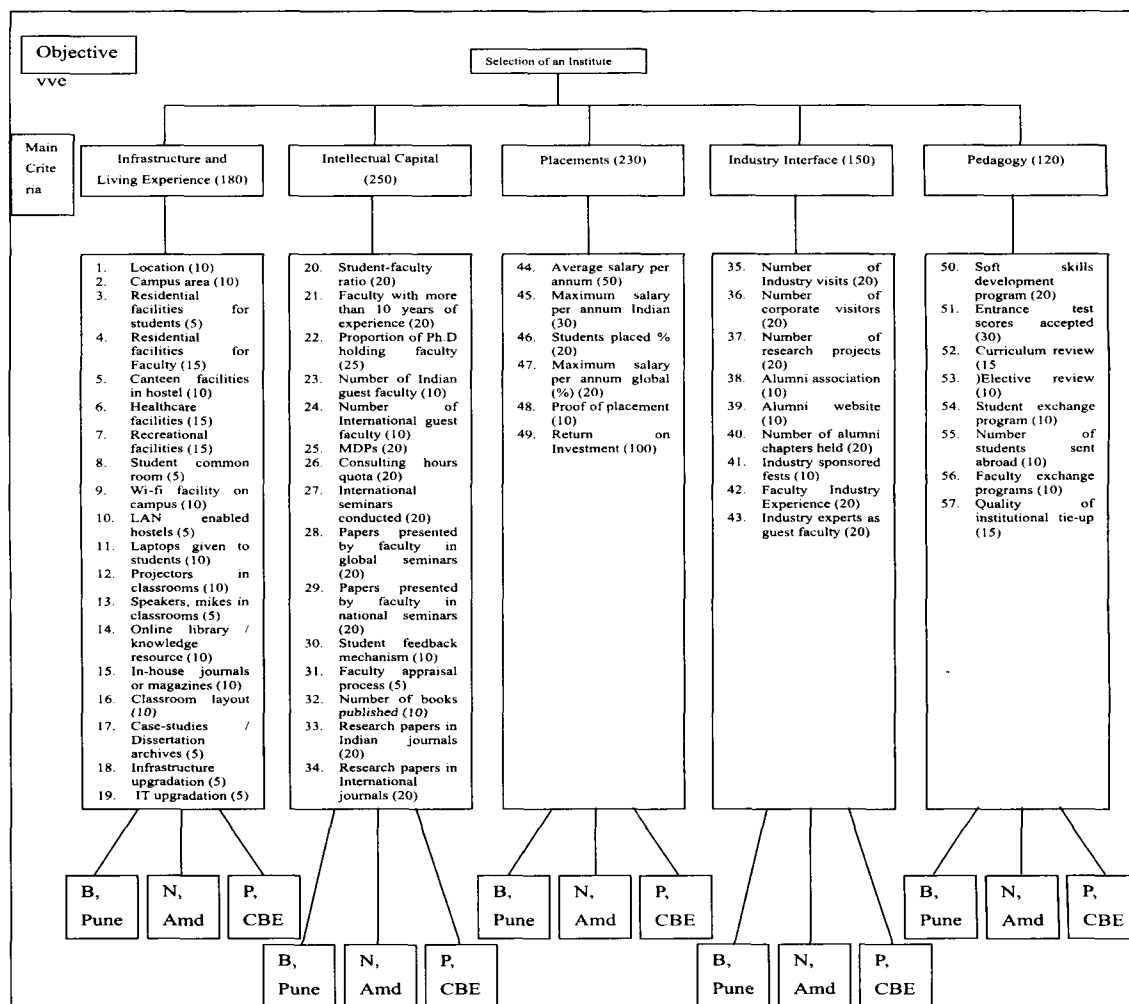 Objective
vve
Selection of an Institute
Main
Crite
ria
Infrastructure and
Living Experience (180)
Intellectual Capital
(250)
Placements (230)
Industry Interface (150)
Pedagogy (120)
1. Location (10)
2. Campus area (10)
3. Residential
facilities for
students (5)
4. Residential
facilities for
Faculty (15)
5. Canteen facilities
in hostel (10)
6. Healthcare
facilities (15)
7. Recreational
facilities (15)
8. Student common
room (5)
9. Wi-fi facility on
campus (10)
10. LAN enabled
hostels (5)
11. Laptops given to
students (10)
12. Projectors in
classrooms (10)
13. Speakers, mikes in
classrooms (5)
14. Online library /
knowledge
resource (10)
15. In-house journals
or magazines (10)
16. Classroom layout
(10)
17. Case-studies /
Dissertation
archives (5)
18. Infrastructure
upgradation (5)
19. IT upgradation (5)
20. Student-faculty
ratio (20)
21. Faculty with more
than 10 years of
experience (20)
22. Proportion of Ph.D
holding faculty
(25)
23. Number of Indian
guest faculty (10)
24. Number of
International guest
faculty (10)
25. MDPs (20)
26. Consulting hours
quota (20)
27. International
seminars
conducted (20)
28. Papers presented
by faculty in
global seminars
(20)
29. Papers presented
by faculty in
national seminars
(20)
30. Student feedback
mechanism (10)
31. Faculty appraisal
process (5)
32. Number of books
published (10)
33. Research papers in
Indian journals
(20)
34. Research papers in
International
journals (20)
44. Average salary per
annum (50)
45. Maximum salary
per annum Indian
(30)
46. Students placed %
(20)
47. Maximum salary
per annum global
(%) (20)
48. Proof of placement
(10)
49. Return on
Investment (100)
35. Number of
Industry visits (20)
36. Number of
corporate visitors
(20)
37. Number of
research projects
(20)
38. Alumni association
(10)
39. Alumni website
(10)
40. Number of alumni
chapters held (20)
41. Industry sponsored
fests (10)
42. Faculty Industry
Experience (20)
43. Industry experts as
guest faculty (20)
50. Soft skills
development
program (20)
51. Entrance test
scores accepted
(30)
52. Curriculum review
(15
53. )Elective review
(10)
54. Student exchange
program (10)
55. Number of
students sent
abroad (10)
56. Faculty exchange
programs (10)
57. Quality of
institutional tie-up
(15)
B,
Pune
N,
Amd
P,
CBE
B,
Pune
N,
Amd
P,
CBE
B,
Pune
N,
Amd
P,
CBE
B,
Pune
N,
Amd
P,
CBE
B,
Pune
N,
Amd
P,
CBE